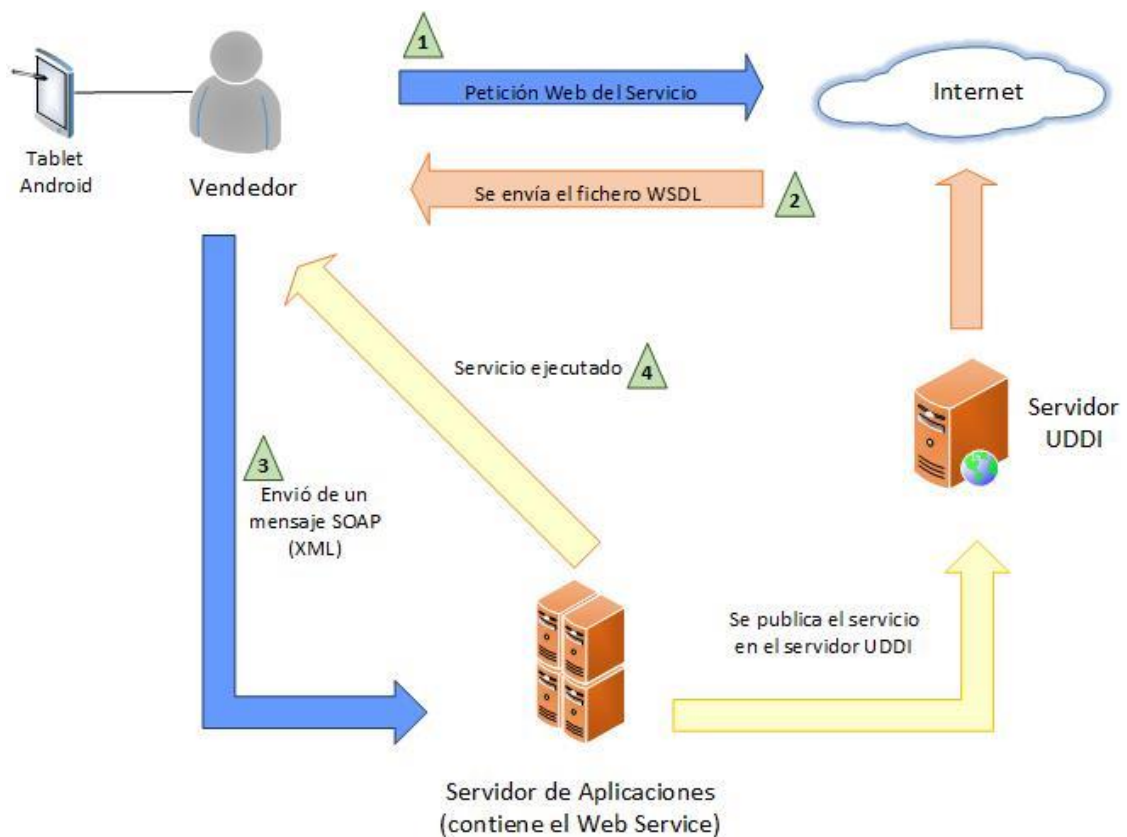 1
Petición Web del Servicio
Internet
Tablet
Android
Vendedor
Se envía el fichero WSDL
2
Servicio ejecutado
4
Servidor
UDDI
3
Envió de un
mensaje SOAP
(XML)
Se publica el servicio
en el servidor UDDI
Servidor de Aplicaciones
(contiene el Web Service)